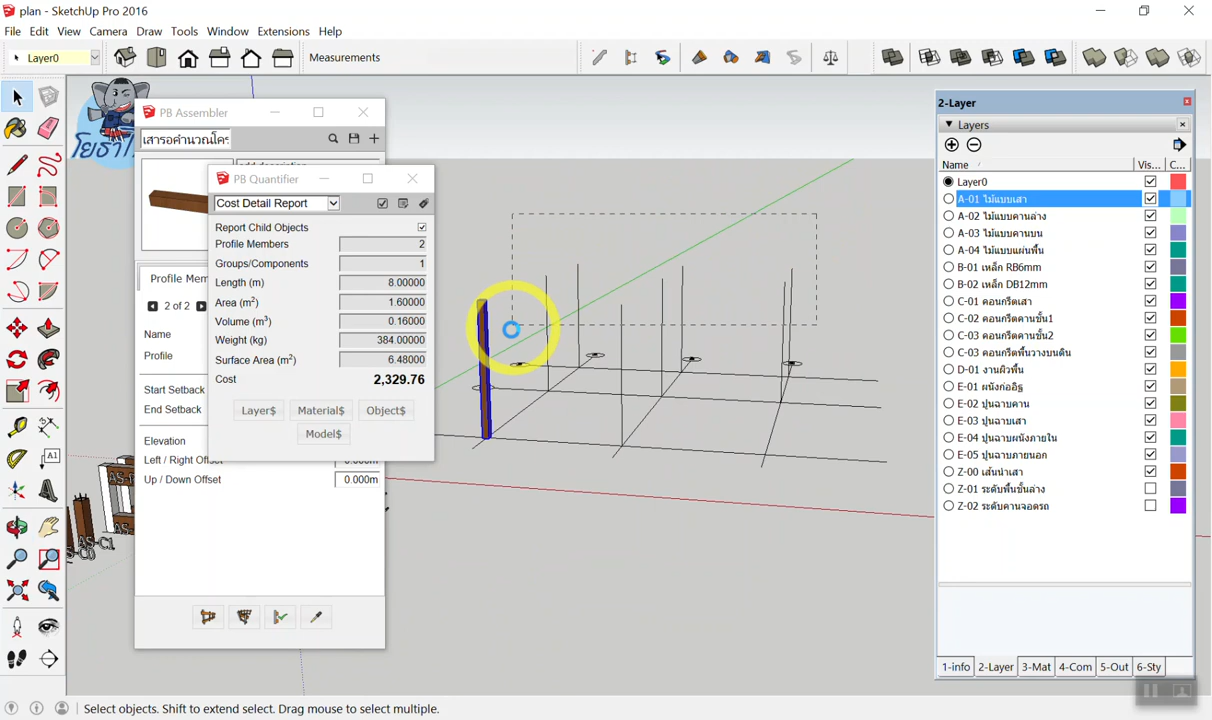 plan - SketchUp Pro 2016
File Edit View Camera Draw Tools Window Extensions Help
Layer0
Measurements
โยธาไ
PB Assembler
เสารอคำนวณโคร
PB Quantifier
Cost Detail Report
Report Child Objects
Profile Members 2
Groups/Components 1
Length (m) 8.00000
Area (m²) 1.60000
Volume (m³) 0.16000
Weight (kg) 384.00000
Surface Area (m²) 6.48000
Cost 2,329.76
Layer$ Material$ Object$
Model$
Profile Mem
2 of 2
Name
Profile
Start Setback
End Setback
Elevation
Left / Right Offset 0.000m
Up / Down Offset 0.000m
AS-C0
AS-C1
2-Layer
Layers
Name Vis... C...
Layer0
A-01 ไม้แบบเสา
A-02 ไม้แบบคานล่าง
A-03 ไม้แบบคานบน
A-04 ไม้แบบแผ่นพื้น
B-01 เหล็ก RB6mm
B-02 เหล็ก DB12mm
C-01 คอนกรีตเสา
C-02 คอนกรีตคานชั้น1
C-03 คอนกรีตคานชั้น2
C-03 คอนกรีตพื้นวางบนดิน
D-01 งานผิวพื้น
E-01 ผนังก่ออิฐ
E-02 ปูนฉาบคาน
E-03 ปูนฉาบเสา
E-04 ปูนฉาบผนังภายใน
E-05 ปูนฉาบภายนอก
Z-00 เส้นนำเสา
Z-01 ระดับพื้นชั้นล่าง
Z-02 ระดับคานจอดรถ
1-info 2-Layer 3-Mat 4-Com 5-Out 6-Sty
Select objects. Shift to extend select. Drag mouse to select multiple.